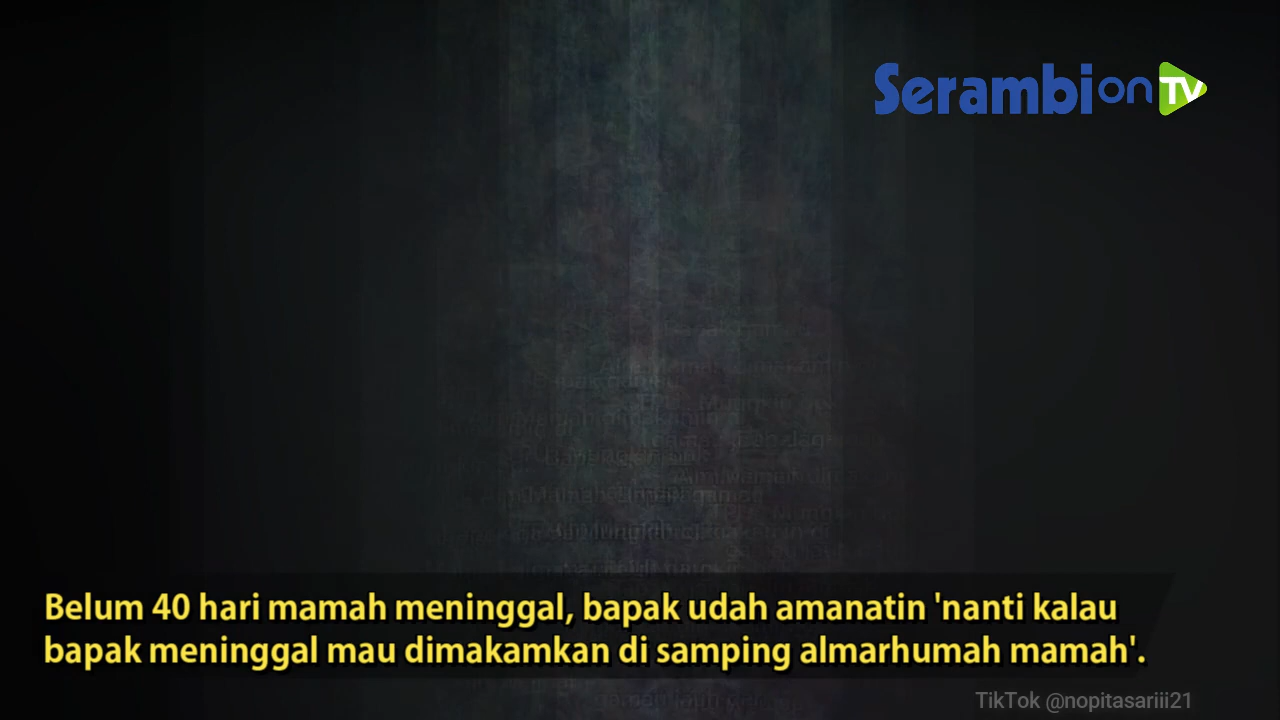 Serambi on TV
Belum 40 hari mamah meninggal, bapak udah amanatin 'nanti kalau
bapak meninggal mau dimakamkan di samping almarhumah mamah'.
TikTok @nopitasariii21